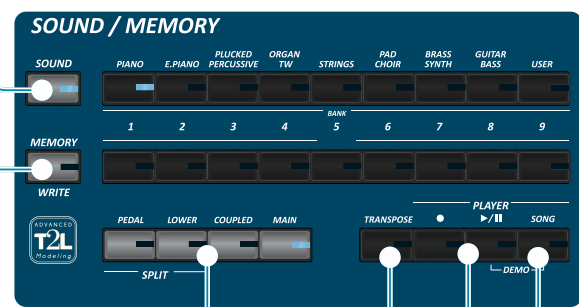 SOUND / MEMORY
SOUND
PIANO
E.PIANO
PLUCKED
PERCUSSIVE
ORGAN
TW
STRINGS
PAD
CHOIR
BRASS
SYNTH
GUITAR
BASS
USER
BANK
1 2 3 4 5 6 7 8 9
MEMORY
WRITE
ADVANCED
T2L
Modeling
PEDAL LOWER COUPLED MAIN
SPLIT
PLAYER
TRANSPOSE ● ▶/⏸ SONG
DEMO